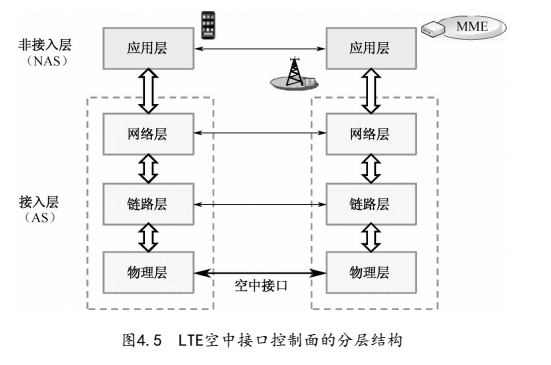 非接入层
(NAS)
应用层
应用层
MME
网络层
网络层
接入层
(AS)
链路层
链路层
物理层
物理层
空中接口
图4.5 LTE空中接口控制面的分层结构